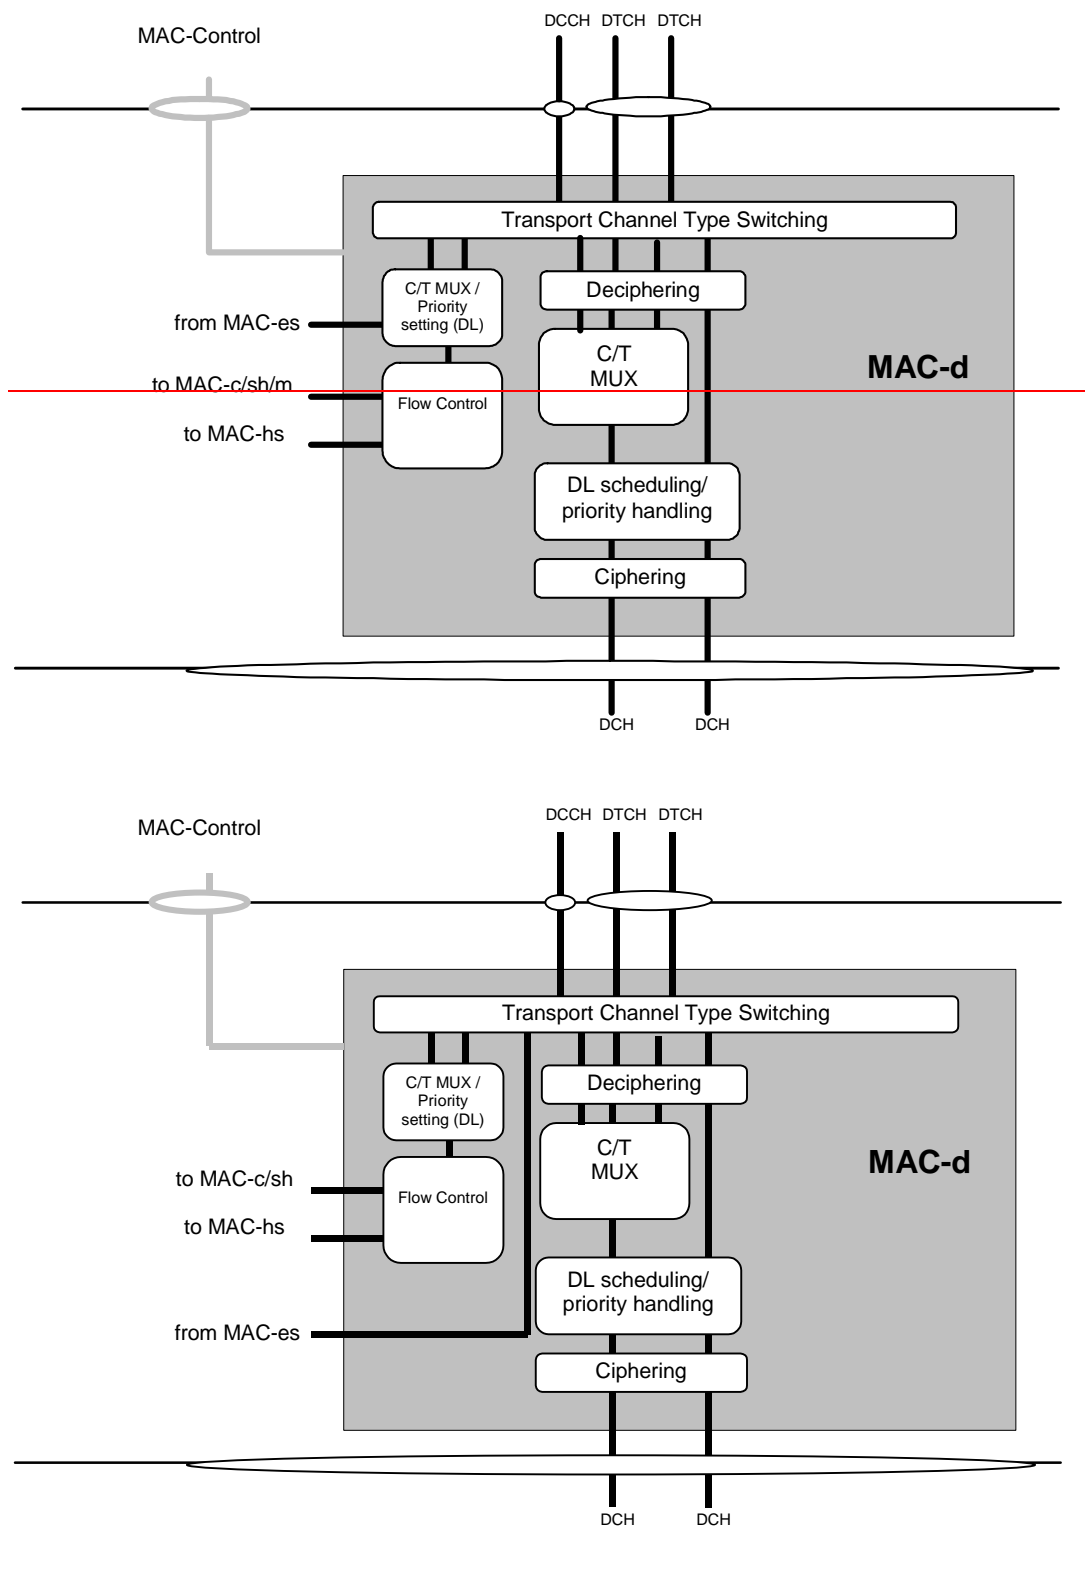 DCCH DTCH DTCH
MAC-Control
Transport Channel Type Switching
C/T MUX /
Priority
setting (DL)
Deciphering
from MAC-es
C/T
MUX
MAC-d
to MAC-c/sh/m
Flow Control
to MAC-hs
DL scheduling/
priority handling
Ciphering
DCH DCH
DCCH DTCH DTCH
MAC-Control
Transport Channel Type Switching
C/T MUX /
Priority
setting (DL)
Deciphering
C/T
MUX
MAC-d
to MAC-c/sh
Flow Control
to MAC-hs
DL scheduling/
priority handling
from MAC-es
Ciphering
DCH DCH